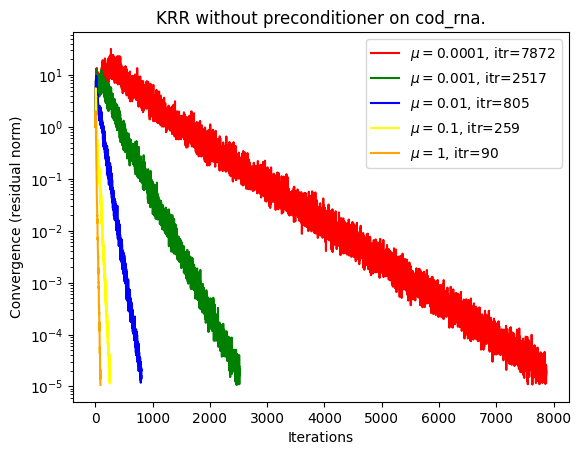 KRR without preconditioner on cod_rna.
μ = 0.0001, itr=7872
μ = 0.001, itr=2517
μ = 0.01, itr=805
μ = 0.1, itr=259
μ = 1, itr=90
Convergence (residual norm)
10¹
10⁰
10⁻¹
10⁻²
10⁻³
10⁻⁴
10⁻⁵
0 1000 2000 3000 4000 5000 6000 7000 8000
Iterations